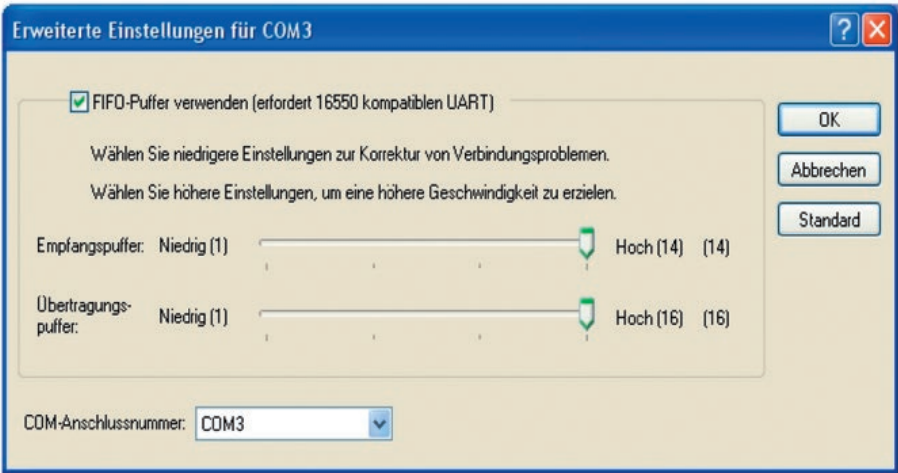 Erweiterte Einstellungen für COM3
FIFO-Puffer verwenden (erfordert 16550 kompatiblen UART)
OK
Wählen Sie niedrigere Einstellungen zur Korrektur von Verbindungsproblemen.
Abbrechen
Wählen Sie höhere Einstellungen, um eine höhere Geschwindigkeit zu erzielen.
Standard
Empfangspuffer: Niedrig (1) Hoch (14) (14)
Übertragungs-
puffer: Niedrig (1) Hoch (16) (16)
COM-Anschlussnummer: COM3